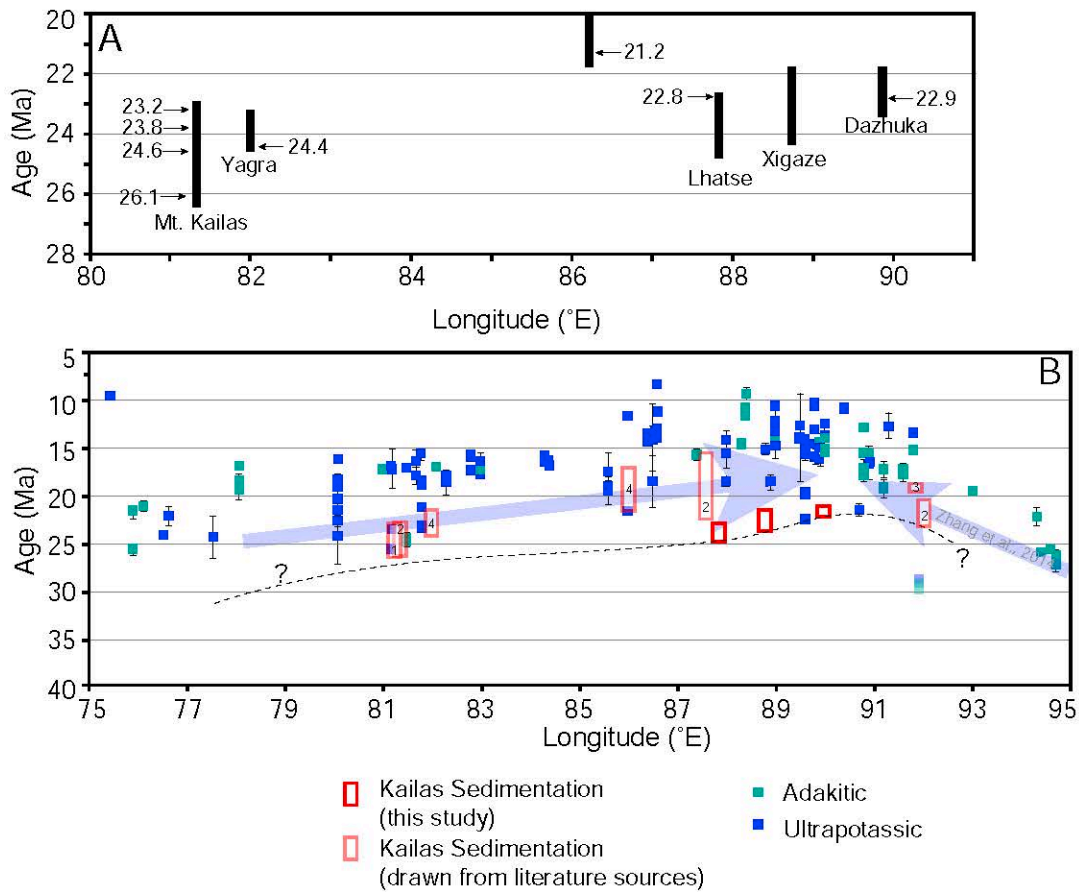 A
20
22
24
26
28
Age (Ma)
23.2
23.8
24.6
26.1
Mt. Kailas
24.4
Yagra
21.2
22.8
Lhatse
Xigaze
22.9
Dazhuka
80
82
84
86
88
90
Longitude (°E)
B
5
10
15
20
25
30
35
40
Age (Ma)
?
1
2
4
4
2
3
2
?
75
77
79
81
83
85
87
89
91
93
95
Longitude (°E)
Kailas Sedimentation
(this study)
Kailas Sedimentation
(drawn from literature sources)
Adakitic
Ultrapotassic
Zhang et al.,